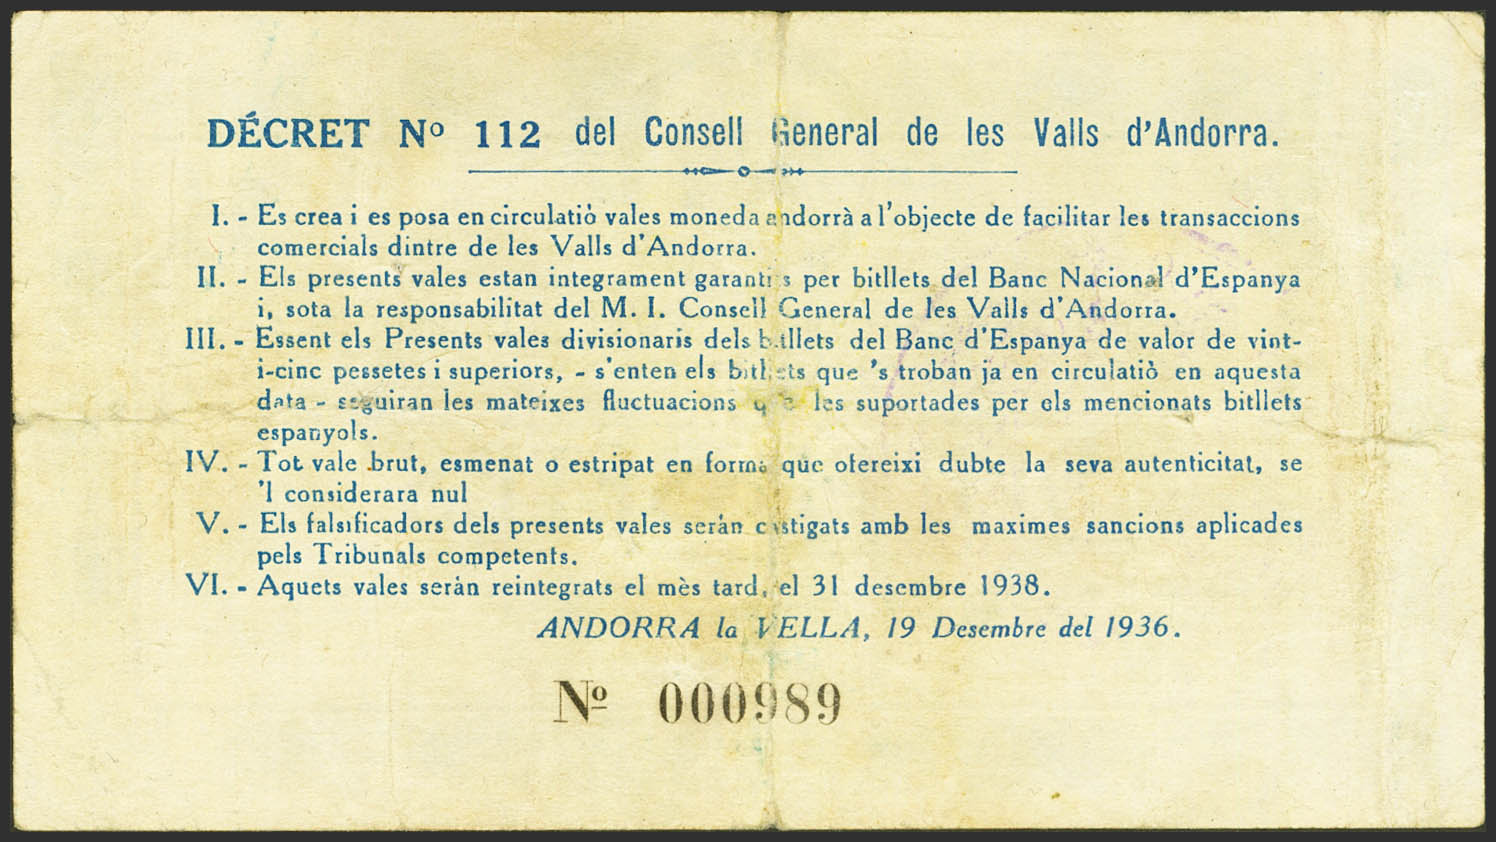 DÉCRET Nº 112 del Consell General de les Valls d'Andorra.
I. - Es crea i es posa en circulatiò vales moneda andorrà a l'objecte de facilitar les transaccions
comercials dintre de les Valls d'Andorra.
II. - Els presents vales estan integrament garantits per bitllets del Banc Nacional d'Espanya
i, sota la responsabilitat del M. I. Consell General de les Valls d'Andorra.
III. - Essent els Presents vales divisionaris dels bitllets del Banc d'Espanya de valor de vint-
i-cinc pessetes i superiors, - s'enten els bitllets que 's troban ja en circulatiò en aquesta
data - seguiran les mateixes fluctuacions que les suportades per els mencionats bitllets
espanyols.
IV. - Tot vale brut, esmenat o estripat en forma que ofereixi dubte la seva autenticitat, se
'l considerara nul
V. - Els falsificadors dels presents vales seràn castigats amb les maximes sancions aplicades
pels Tribunals competents.
VI. - Aquets vales seràn reintegrats el mès tard, el 31 desembre 1938.
ANDORRA la VELLA, 19 Desembre del 1936.
Nº 000989